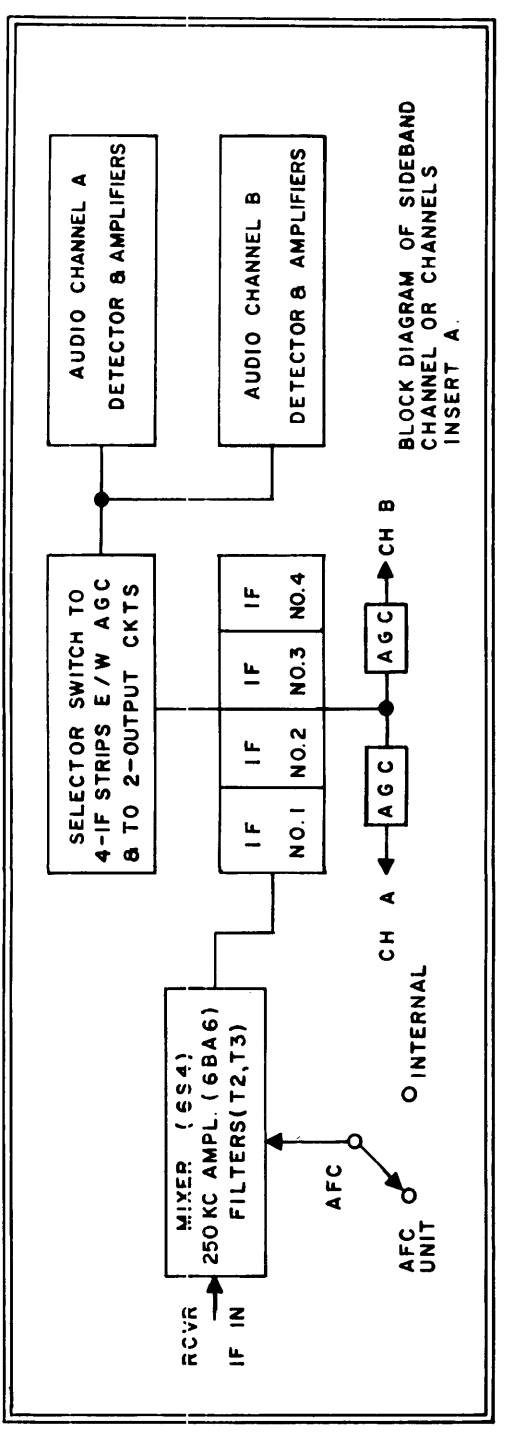 RCVR
IF IN
MIXER (6S4)
250 KC AMPL. (6BA6)
FILTERS (T2, T3)
AFC
AFC
UNIT
INTERNAL
SELECTOR SWITCH TO
4-IF STRIPS E/W AGC
& TO 2-OUTPUT CKTS
IF
NO. 1
IF
NO. 2
IF
NO. 3
IF
NO. 4
CH A
AGC
AGC
CH B
AUDIO CHANNEL A
DETECTOR & AMPLIFIERS
AUDIO CHANNEL B
DETECTOR & AMPLIFIERS
BLOCK DIAGRAM OF SIDEBAND
CHANNEL OR CHANNELS
INSERT A.